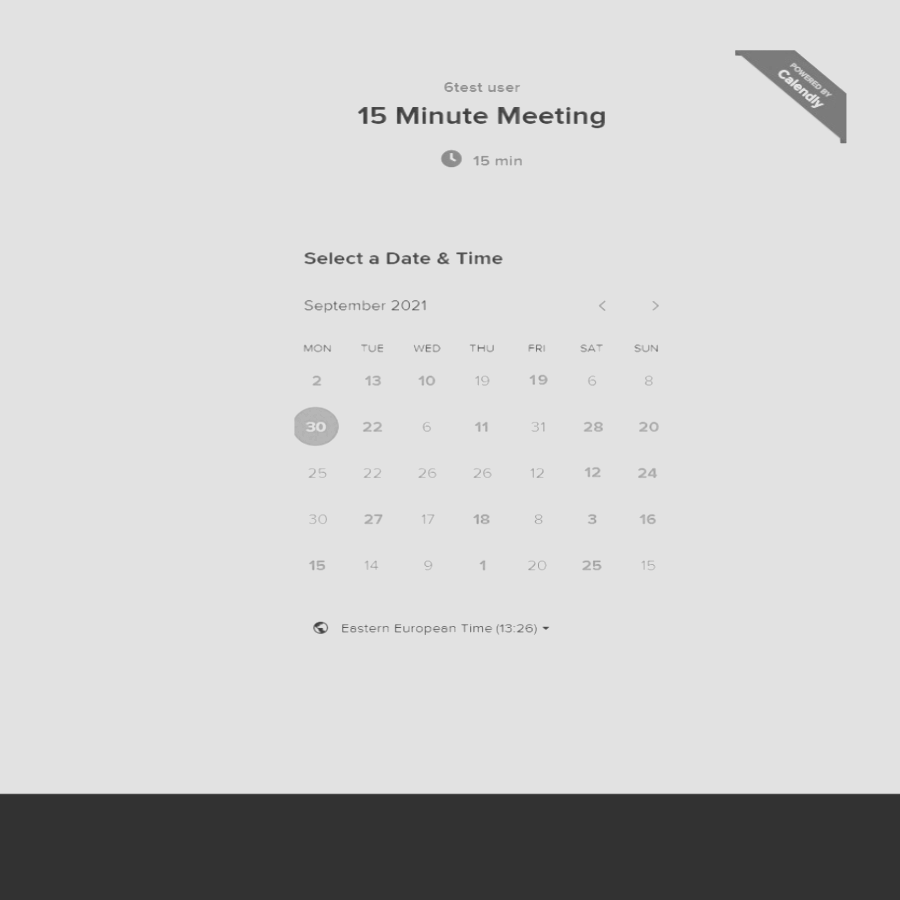 POWERED BY
Calendly
6test user
15 Minute Meeting
15 min
Select a Date & Time
September 2021
MON TUE WED THU FRI SAT SUN
2 13 10 19 19 6 8
30 22 6 11 31 28 20
25 22 26 26 12 12 24
30 27 17 18 8 3 16
15 14 9 1 20 25 15
Eastern European Time (13:26)